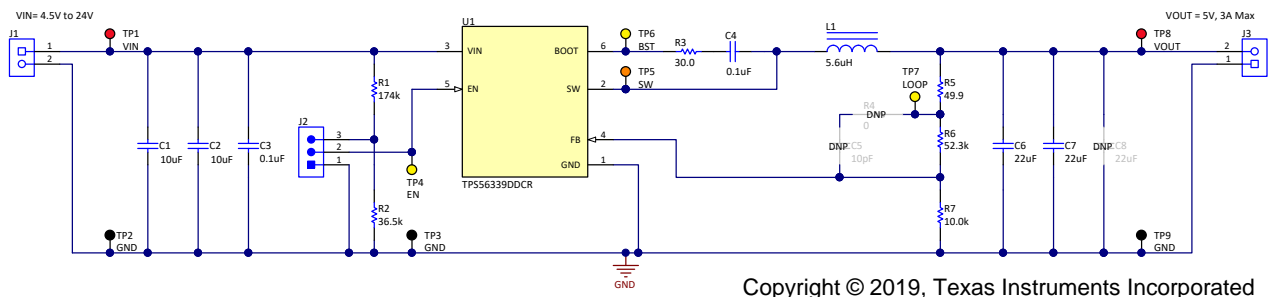 VIN= 4.5V to 24V
VOUT = 5V, 3A Max
J1
1
2
TP1
VIN
C1
10uF
C2
10uF
C3
0.1uF
TP2
GND
J2
3
2
1
R1
174k
R2
36.5k
TP4
EN
TP3
GND
U1
3 VIN
5 EN
BOOT 6
SW 2
FB 4
GND 1
TPS56339DDCR
TP6
BST
TP5
SW
R3
30.0
C4
0.1uF
L1
5.6uH
TP7
LOOP
R4
DNP
0
DNP C5
10pF
R5
49.9
R6
52.3k
R7
10.0k
C6
22uF
C7
22uF
DNP C8
22uF
TP8
VOUT
TP9
GND
J3
2
1
GND
Copyright © 2019, Texas Instruments Incorporated